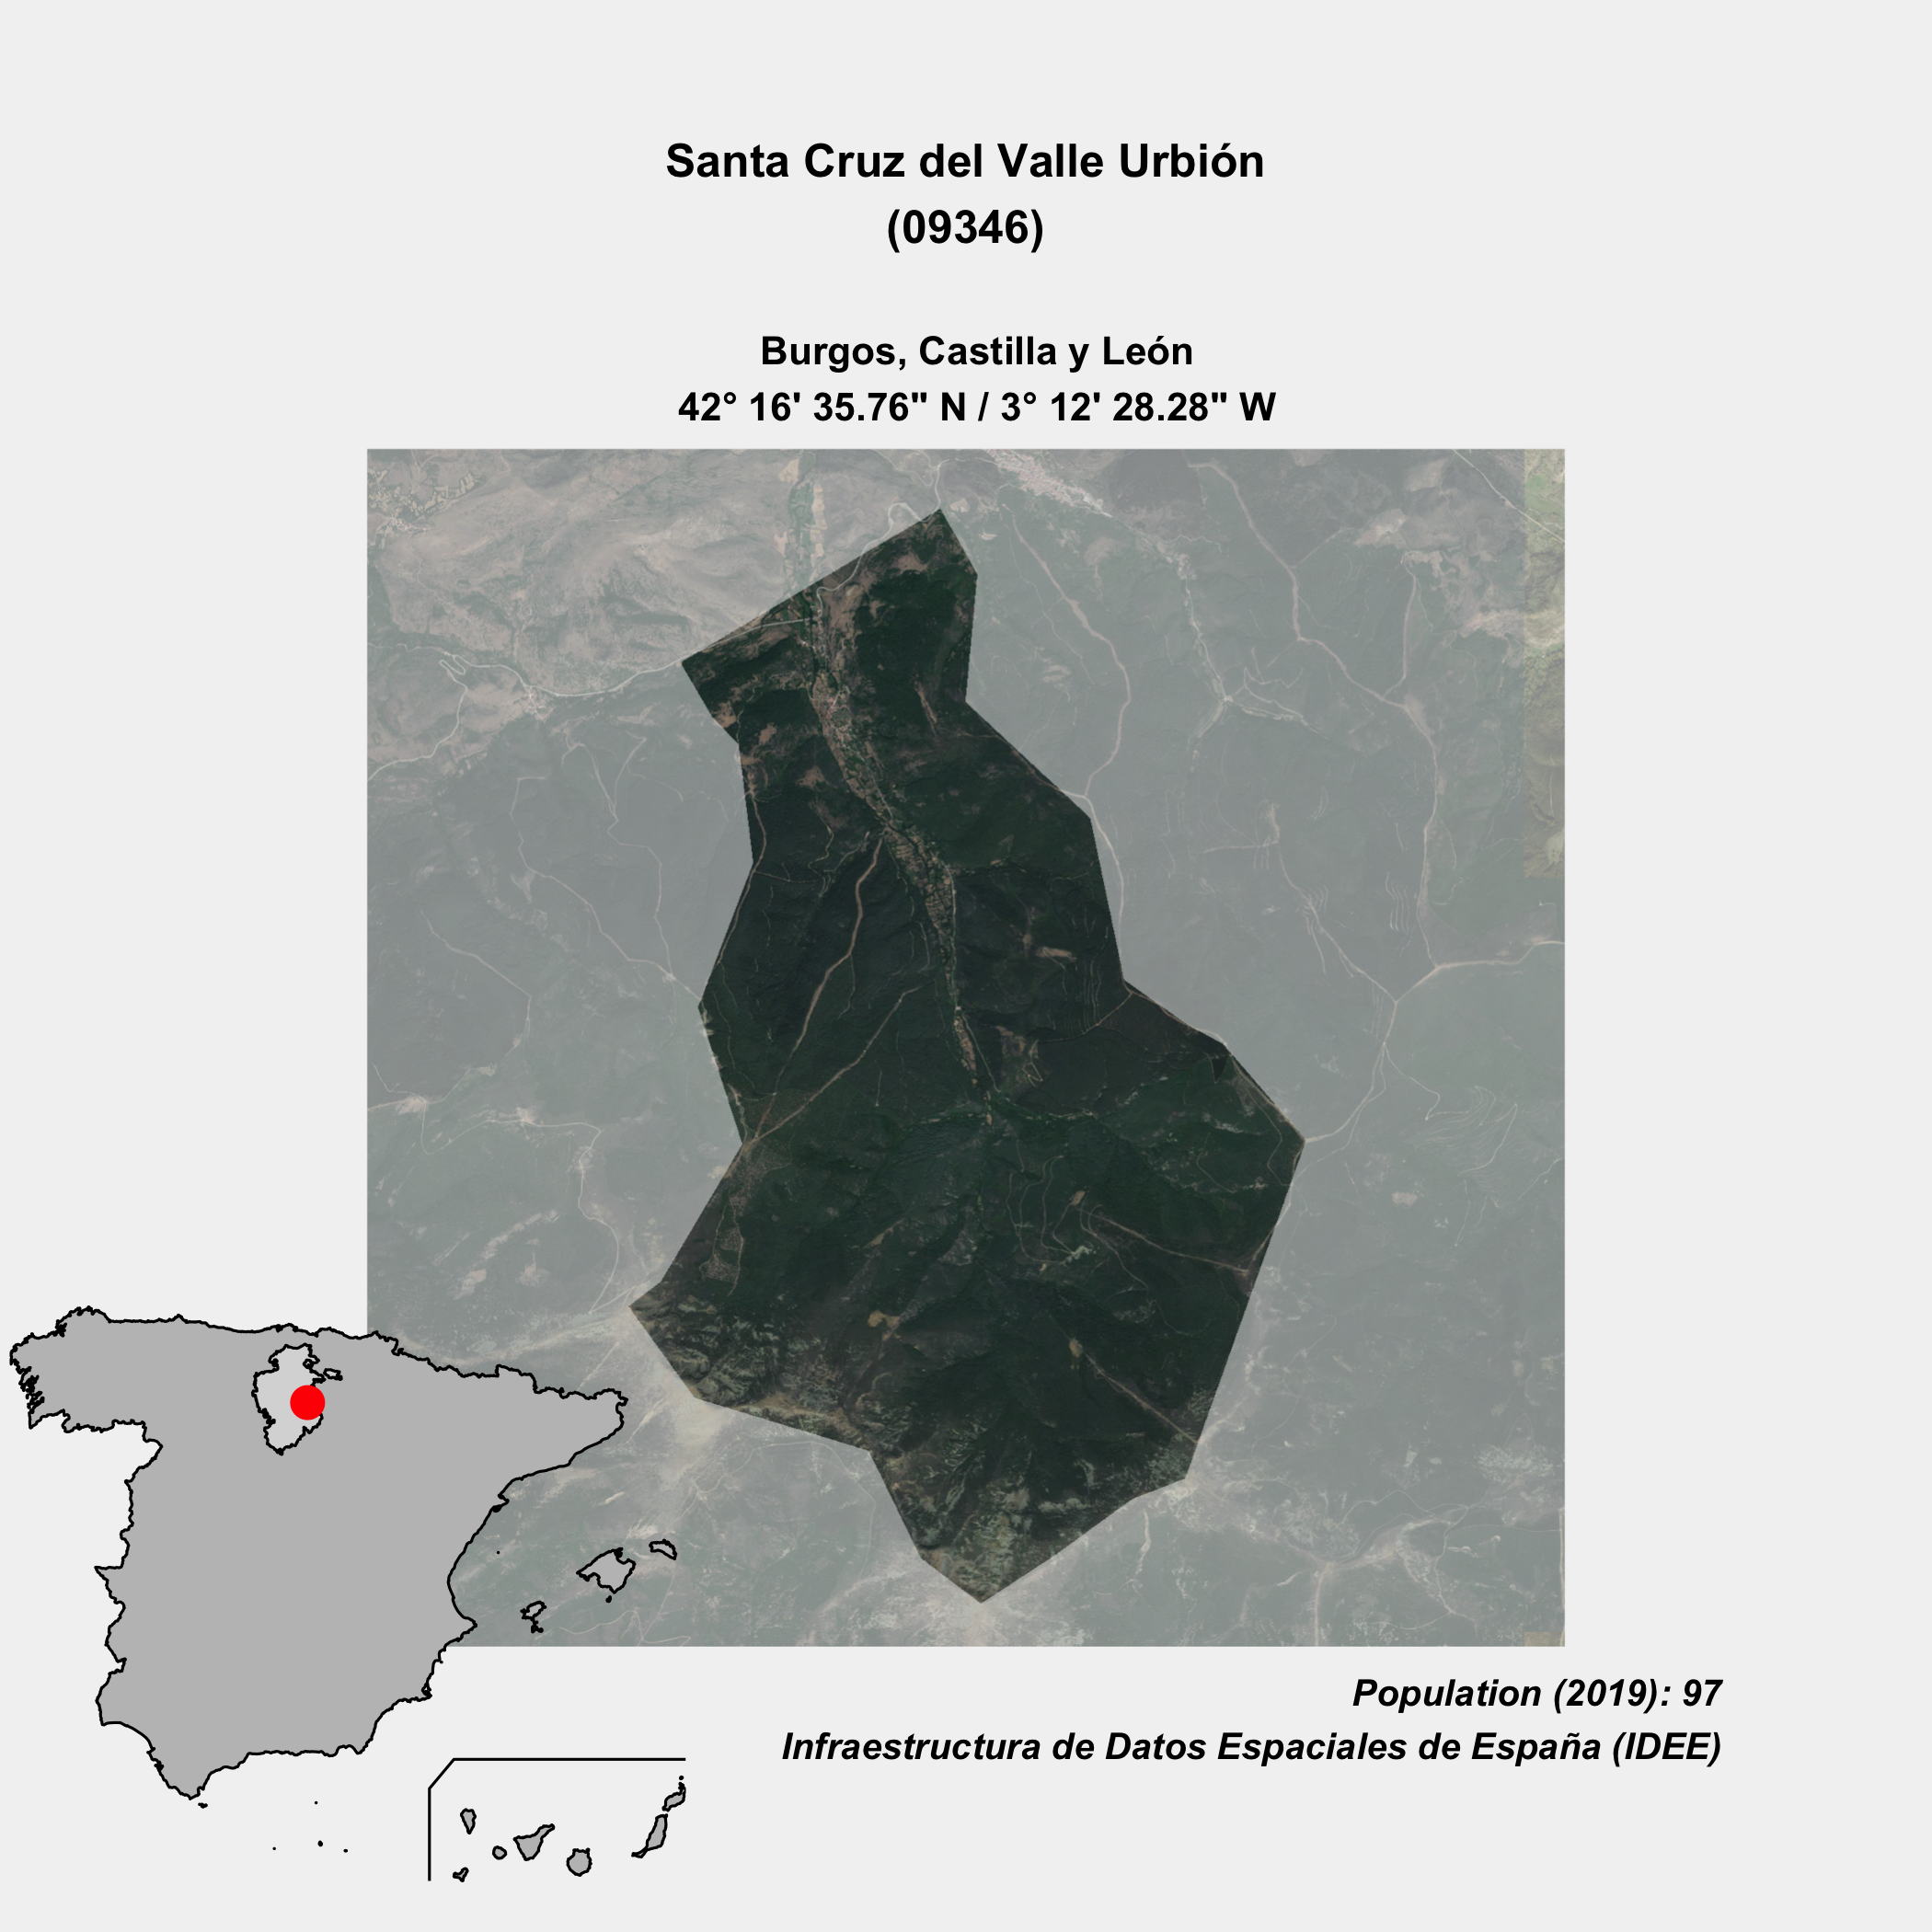 Santa Cruz del Valle Urbión
(09346)
Burgos, Castilla y León
42° 16' 35.76" N / 3° 12' 28.28" W
Population (2019): 97
Infraestructura de Datos Espaciales de España (IDEE)